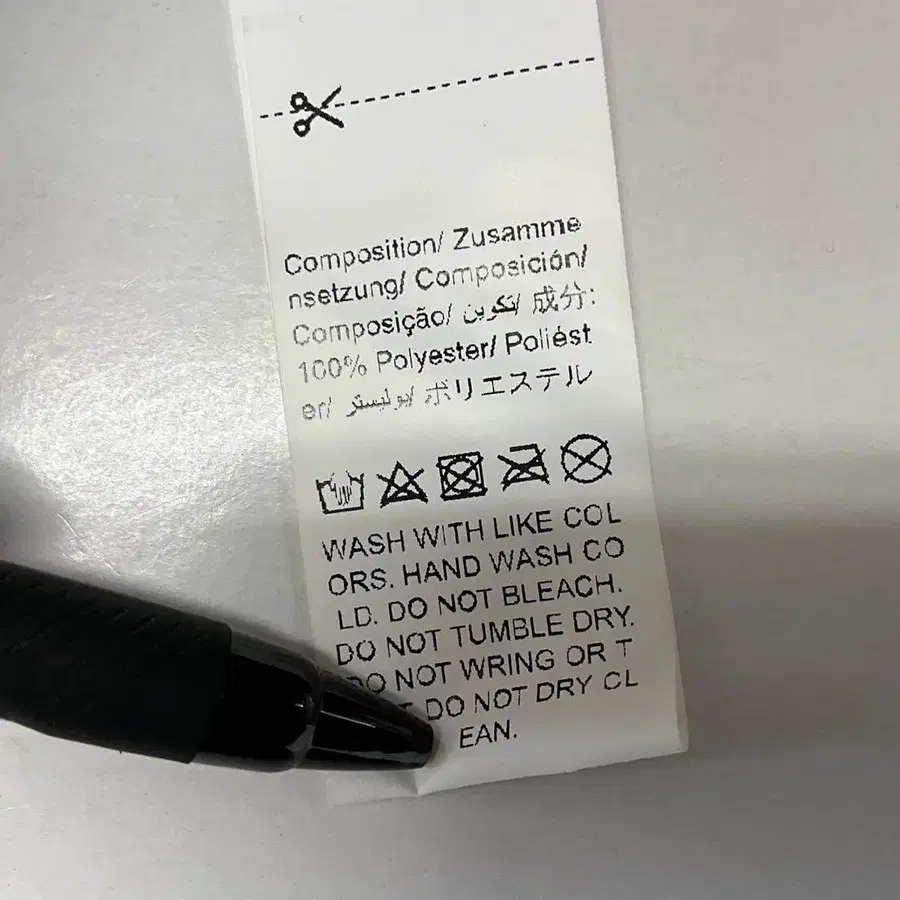 Composition/ Zusamme
nsetzung/ Composición/
Composição/ تكوين/ 成分:
100% Polyester/ Poliést
er/ بوليستر/ ポリエステル
WASH WITH LIKE COL
ORS. HAND WASH CO
LD. DO NOT BLEACH.
DO NOT TUMBLE DRY.
DO NOT WRING OR T
DO NOT DRY CL
EAN.